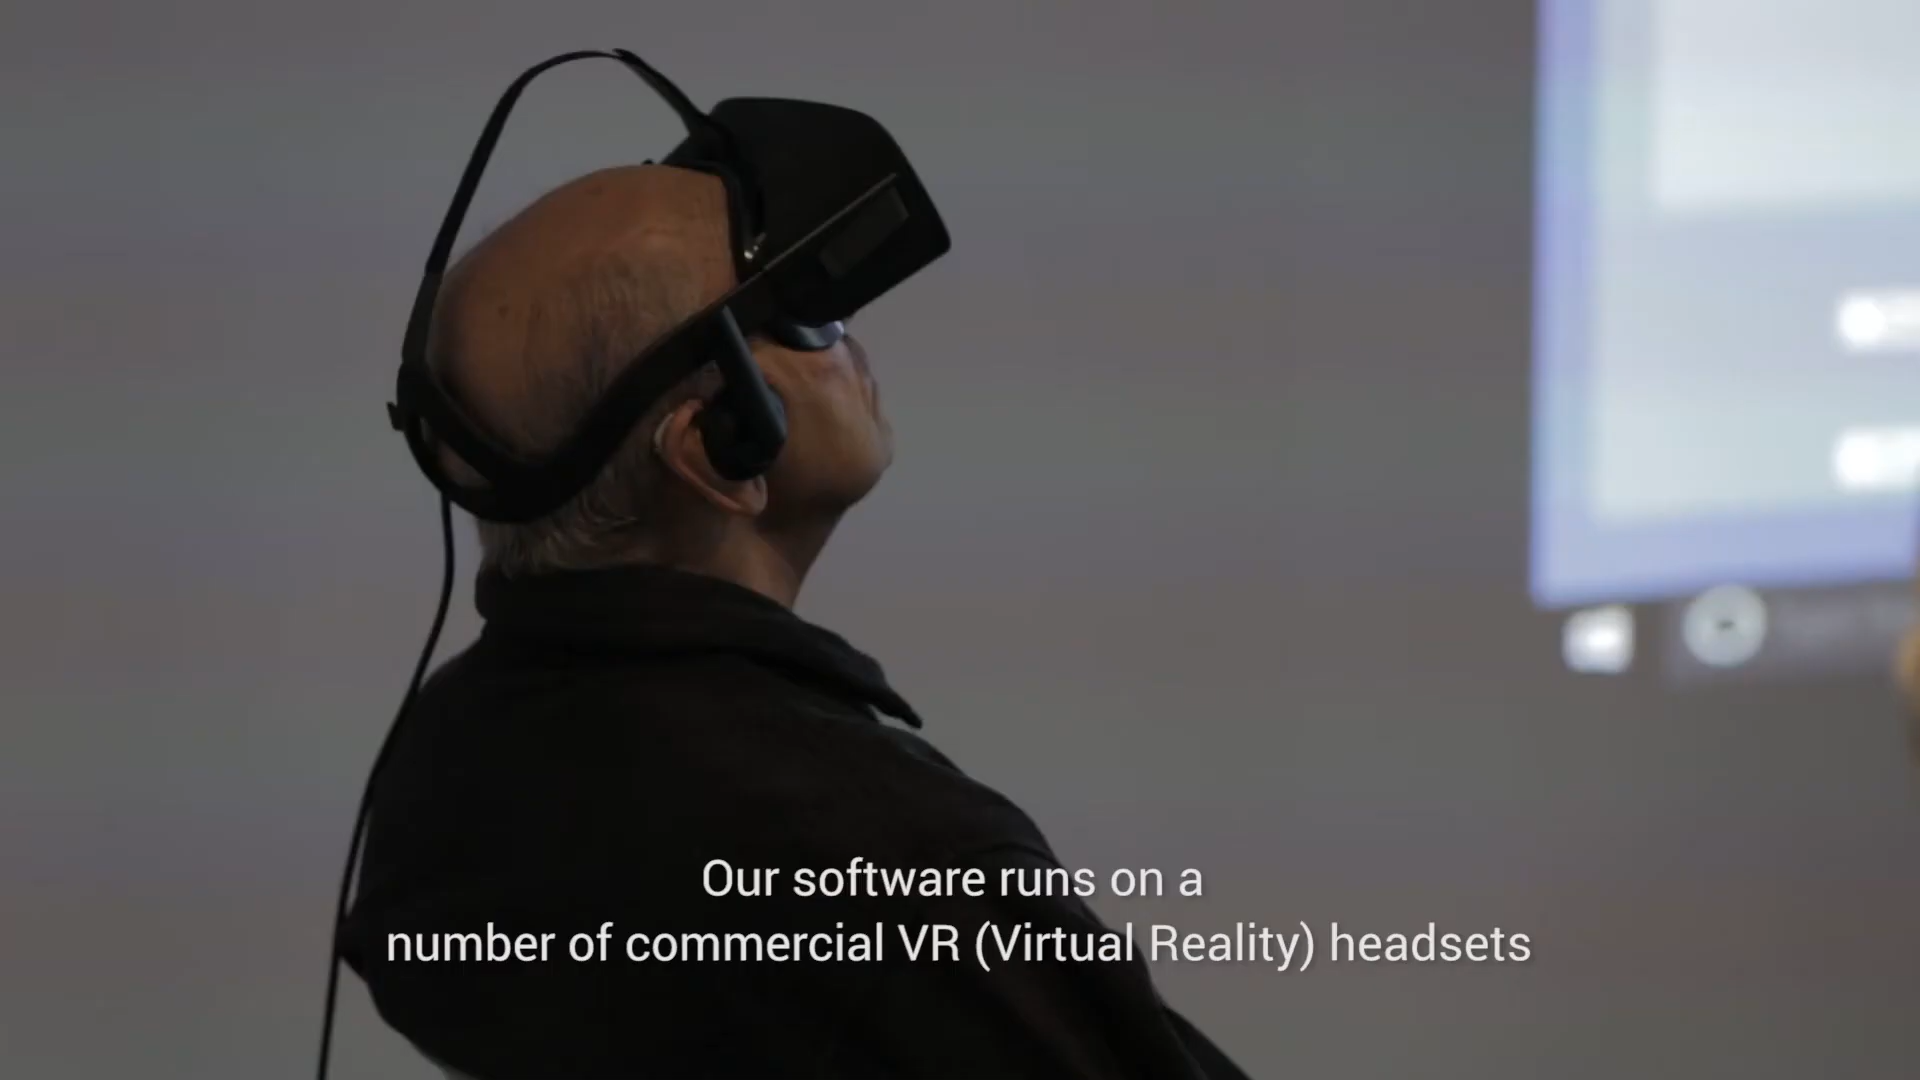 Our software runs on a
number of commercial VR (Virtual Reality) headsets